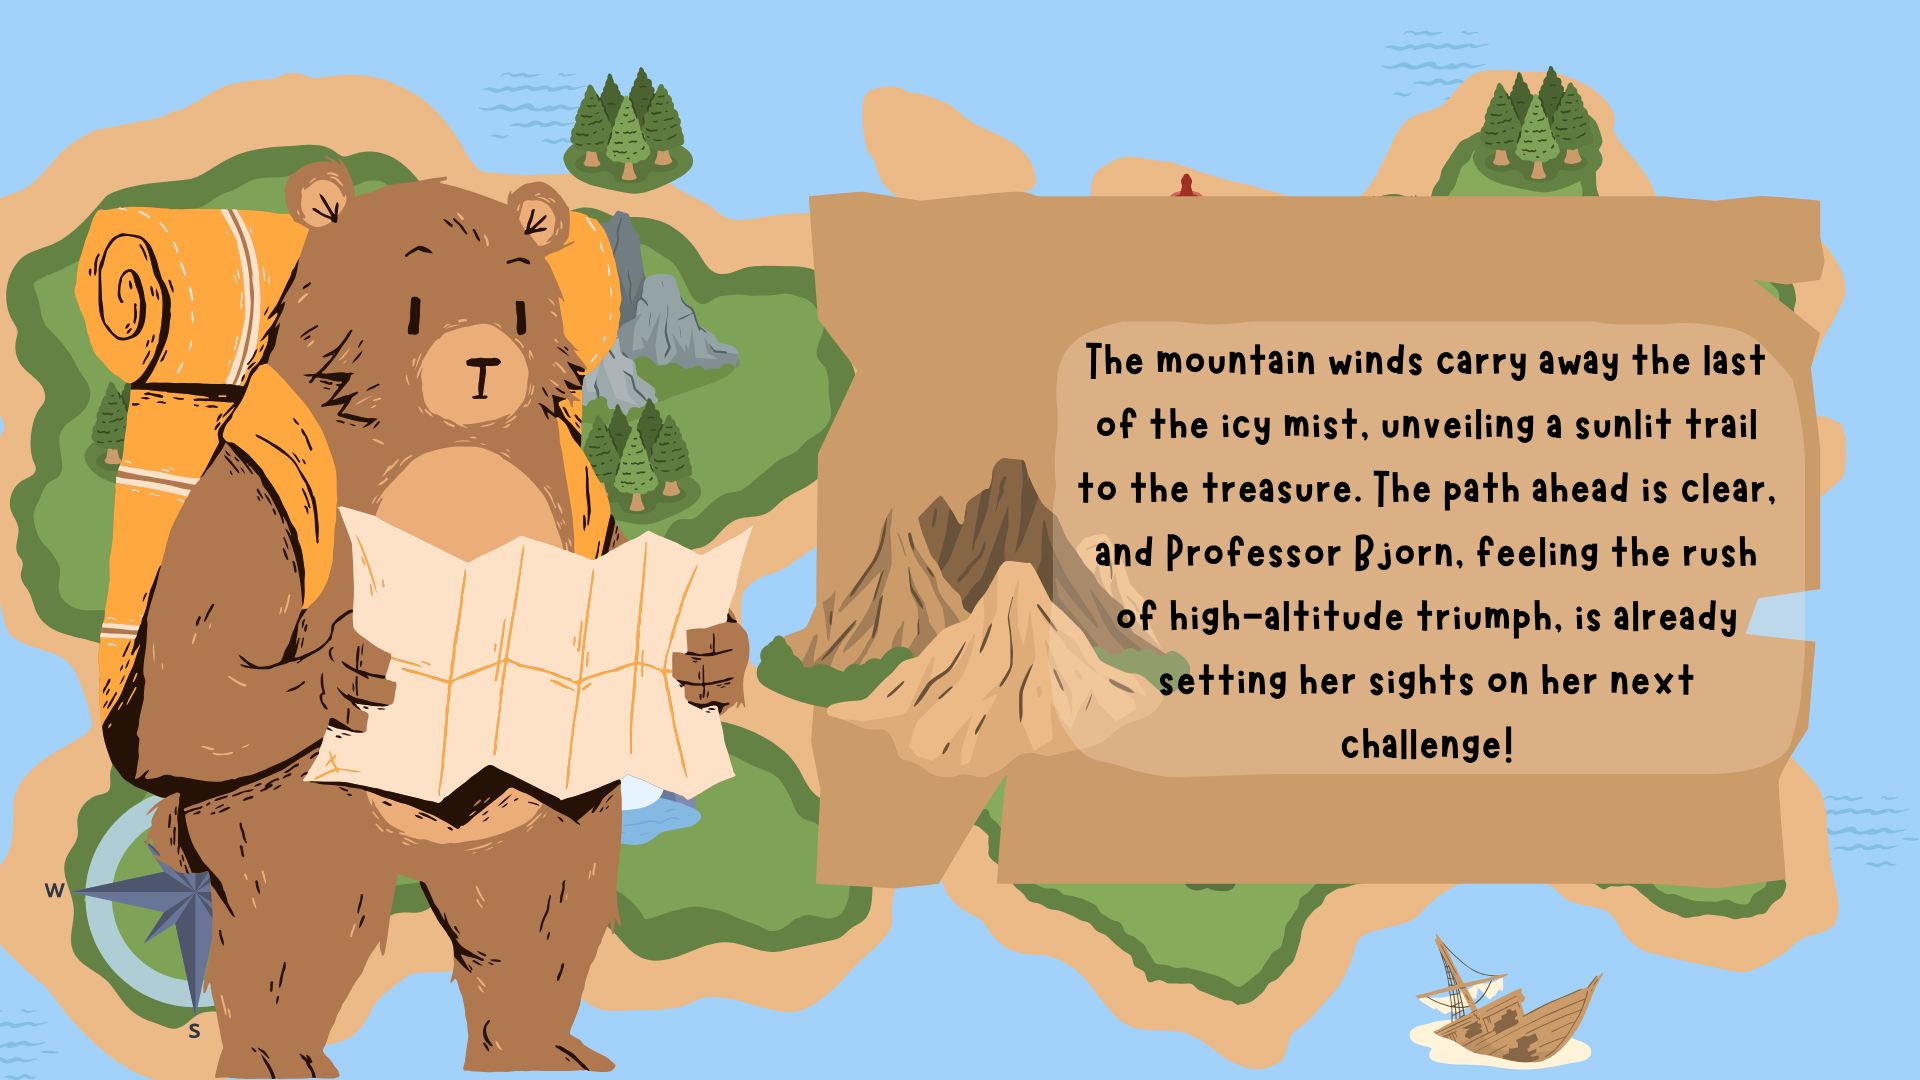 The mountain winds carry away the last
of the icy mist, unveiling a sunlit trail
to the treasure. The path ahead is clear,
and Professor Bjorn, feeling the rush
of high-altitude triumph, is already
setting her sights on her next
challenge!
W
S